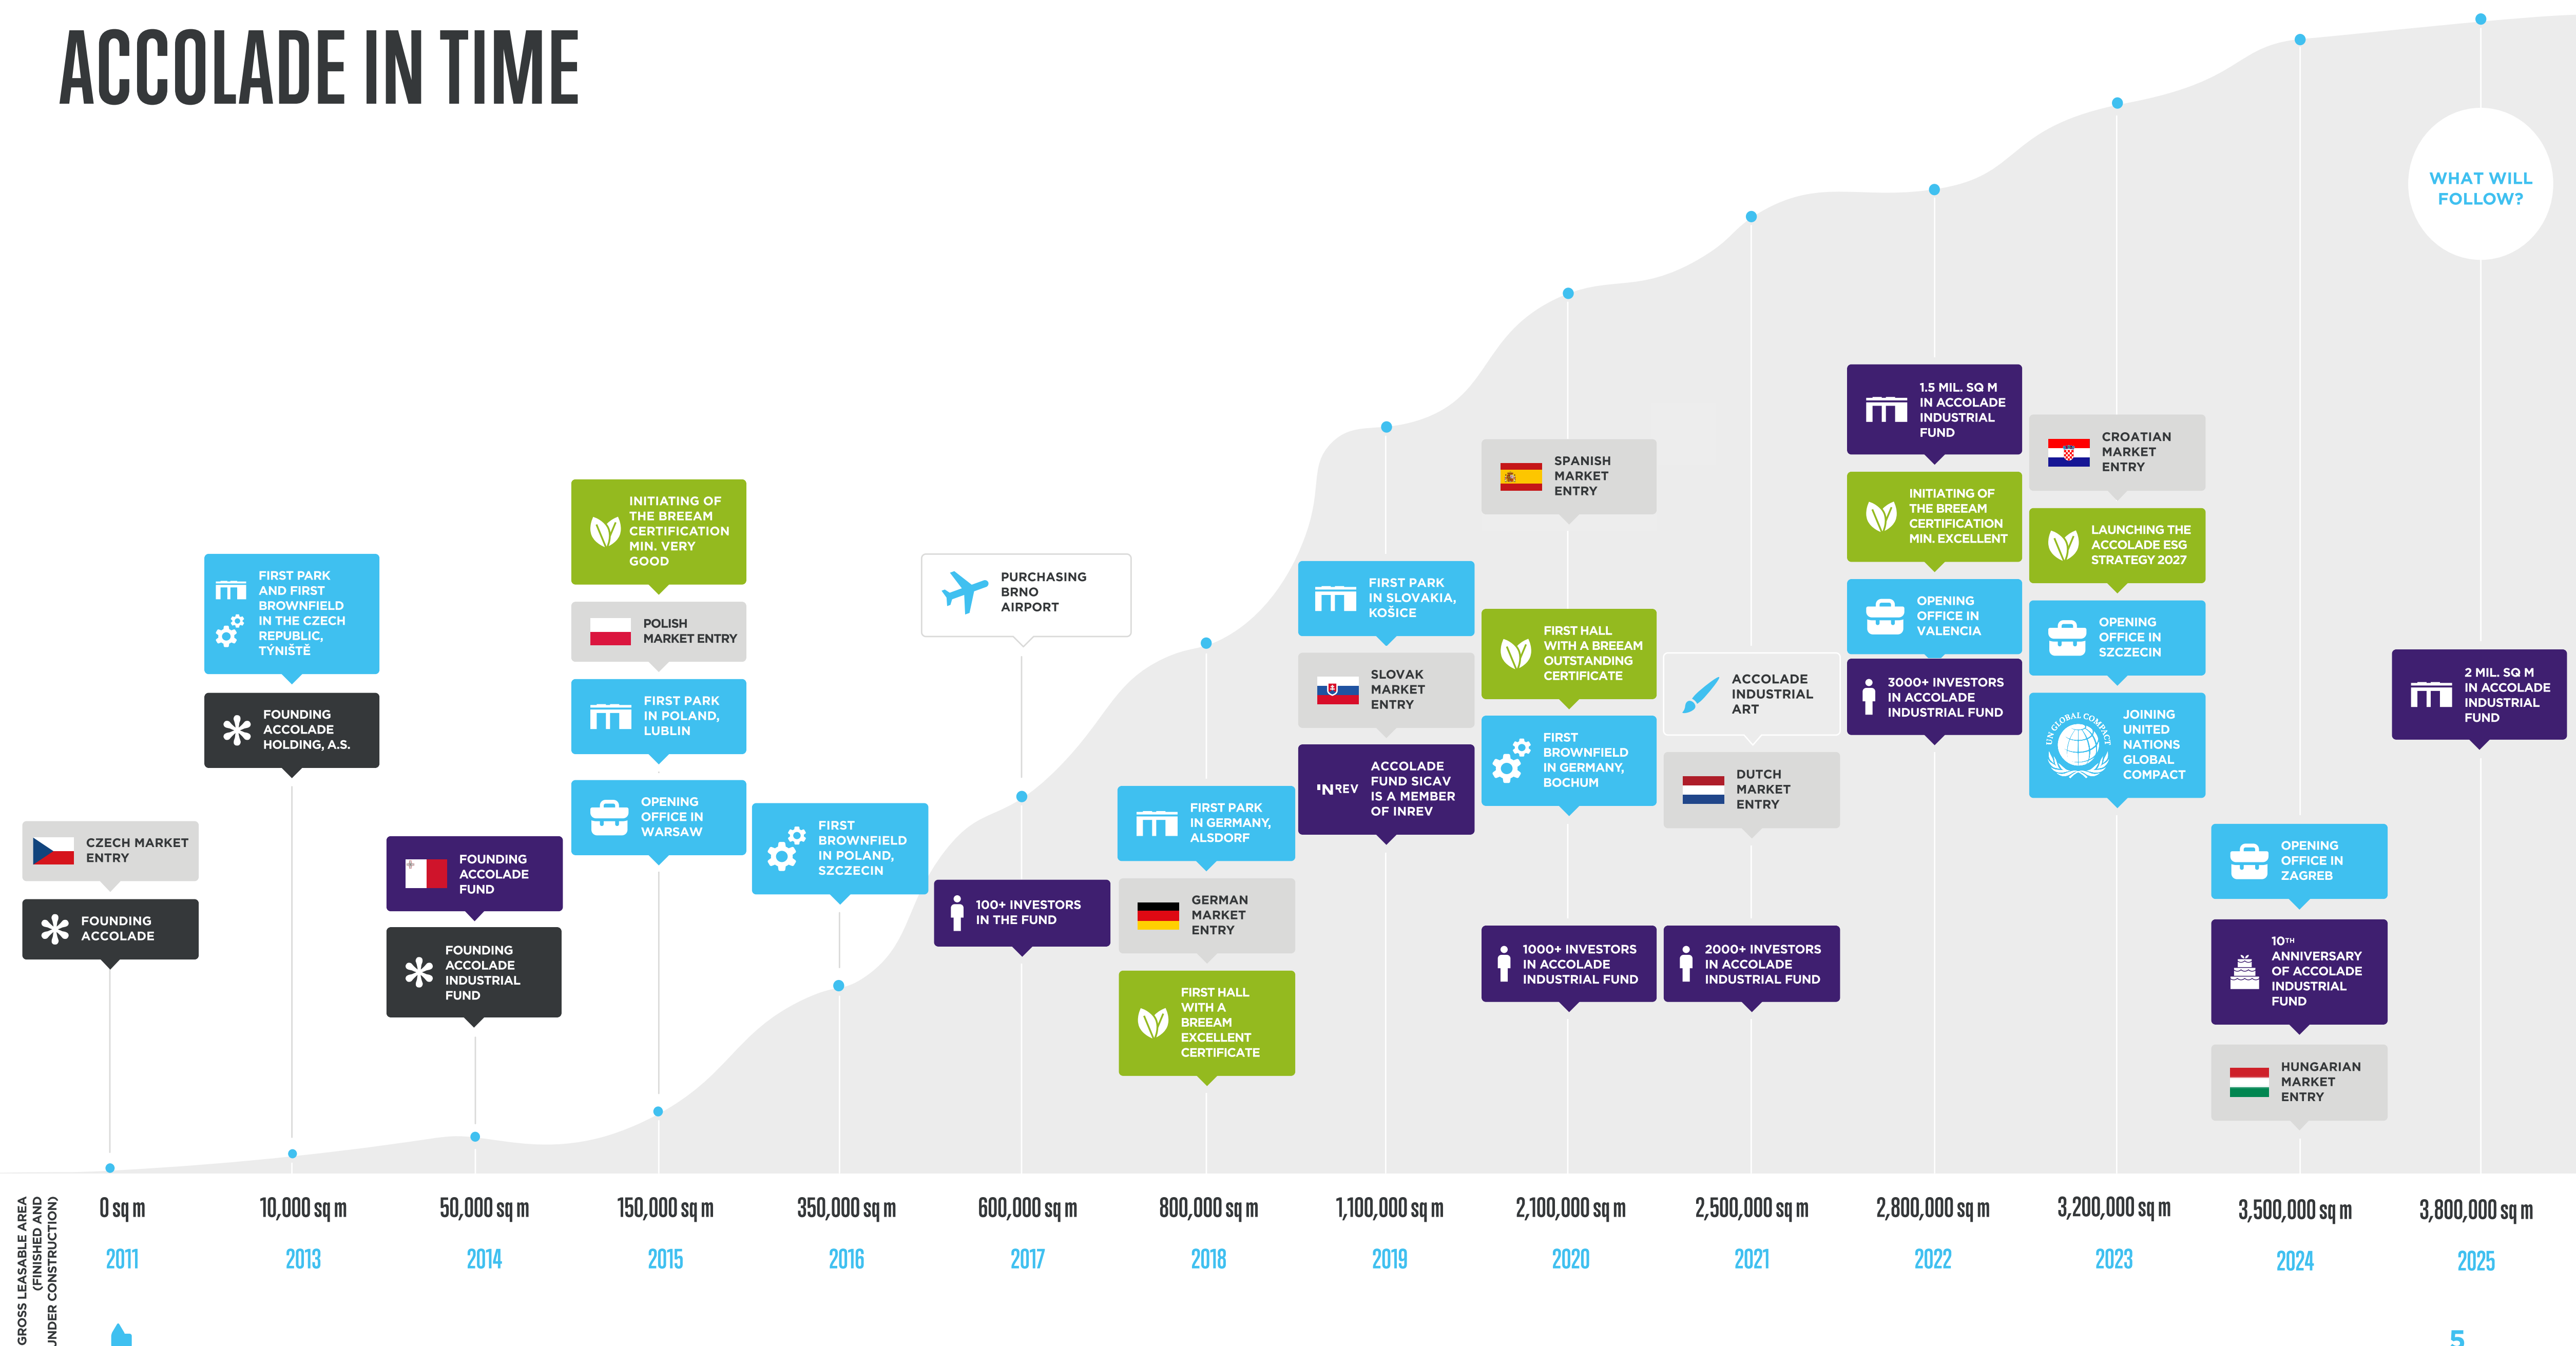 ACCOLADE IN TIME
WHAT WILL
FOLLOW?
CZECH MARKET
ENTRY
FOUNDING
ACCOLADE
FIRST PARK
AND FIRST
BROWNFIELD
IN THE CZECH
REPUBLIC,
TÝNIŠTĚ
FOUNDING
ACCOLADE
HOLDING, A.S.
FOUNDING
ACCOLADE
FUND
FOUNDING
ACCOLADE
INDUSTRIAL
FUND
INITIATING OF
THE BREEAM
CERTIFICATION
MIN. VERY
GOOD
POLISH
MARKET ENTRY
FIRST PARK
IN POLAND,
LUBLIN
OPENING
OFFICE IN
WARSAW
FIRST
BROWNFIELD
IN POLAND,
SZCZECIN
PURCHASING
BRNO
AIRPORT
100+ INVESTORS
IN THE FUND
FIRST PARK
IN GERMANY,
ALSDORF
GERMAN
MARKET
ENTRY
FIRST HALL
WITH A
BREEAM
EXCELLENT
CERTIFICATE
FIRST PARK
IN SLOVAKIA,
KOŠICE
SLOVAK
MARKET
ENTRY
INREV
ACCOLADE
FUND SICAV
IS A MEMBER
OF INREV
SPANISH
MARKET
ENTRY
FIRST HALL
WITH A BREEAM
OUTSTANDING
CERTIFICATE
FIRST
BROWNFIELD
IN GERMANY,
BOCHUM
1000+ INVESTORS
IN ACCOLADE
INDUSTRIAL FUND
ACCOLADE
INDUSTRIAL
ART
DUTCH
MARKET
ENTRY
2000+ INVESTORS
IN ACCOLADE
INDUSTRIAL FUND
1.5 MIL. SQ M
IN ACCOLADE
INDUSTRIAL
FUND
INITIATING OF
THE BREEAM
CERTIFICATION
MIN. EXCELLENT
OPENING
OFFICE IN
VALENCIA
3000+ INVESTORS
IN ACCOLADE
INDUSTRIAL FUND
CROATIAN
MARKET
ENTRY
LAUNCHING THE
ACCOLADE ESG
STRATEGY 2027
OPENING
OFFICE IN
SZCZECIN
UN GLOBAL COMPACT
JOINING
UNITED
NATIONS
GLOBAL
COMPACT
OPENING
OFFICE IN
ZAGREB
10TH
ANNIVERSARY
OF ACCOLADE
INDUSTRIAL
FUND
HUNGARIAN
MARKET
ENTRY
2 MIL. SQ M
IN ACCOLADE
INDUSTRIAL
FUND
GROSS LEASABLE AREA
(FINISHED AND
UNDER CONSTRUCTION)
0 sq m 10,000 sq m 50,000 sq m 150,000 sq m 350,000 sq m 600,000 sq m 800,000 sq m 1,100,000 sq m 2,100,000 sq m 2,500,000 sq m 2,800,000 sq m 3,200,000 sq m 3,500,000 sq m 3,800,000 sq m
2011 2013 2014 2015 2016 2017 2018 2019 2020 2021 2022 2023 2024 2025
5